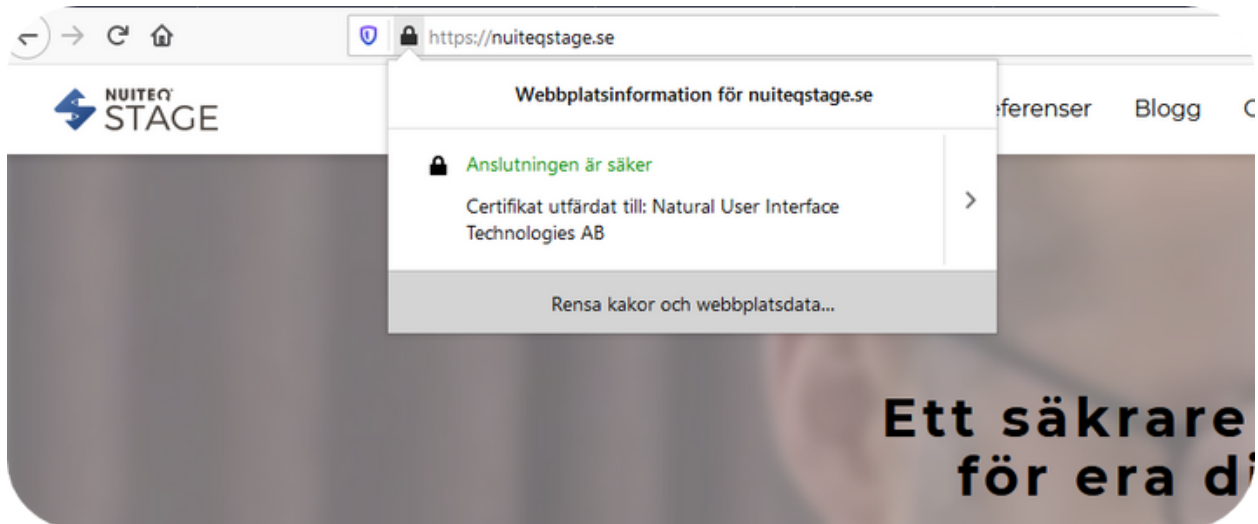 https://nuiteqstage.se
NUITEQ
STAGE
Webbplatsinformation för nuiteqstage.se
Blogg
Anslutningen är säker
Certifikat utfärdat till: Natural User Interface
Technologies AB
Rensa kakor och webbplatsdata...
Ett säkrare
för era